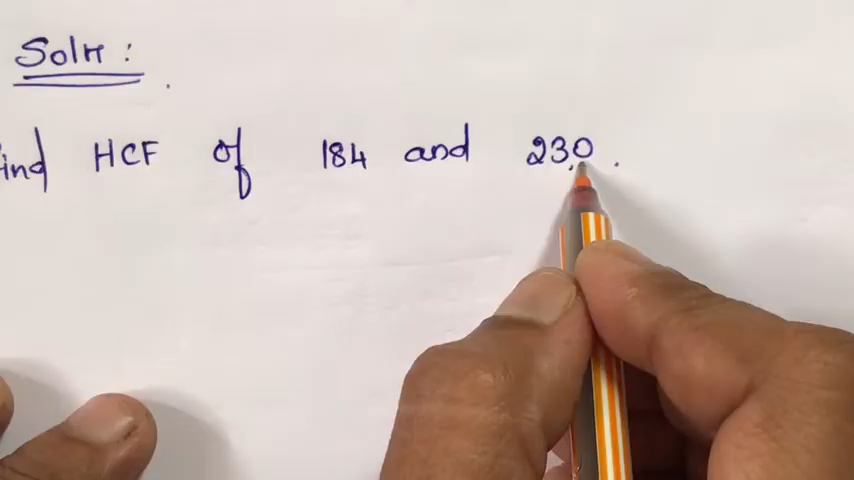 Soln :
ind HCF of 184 and 230 .